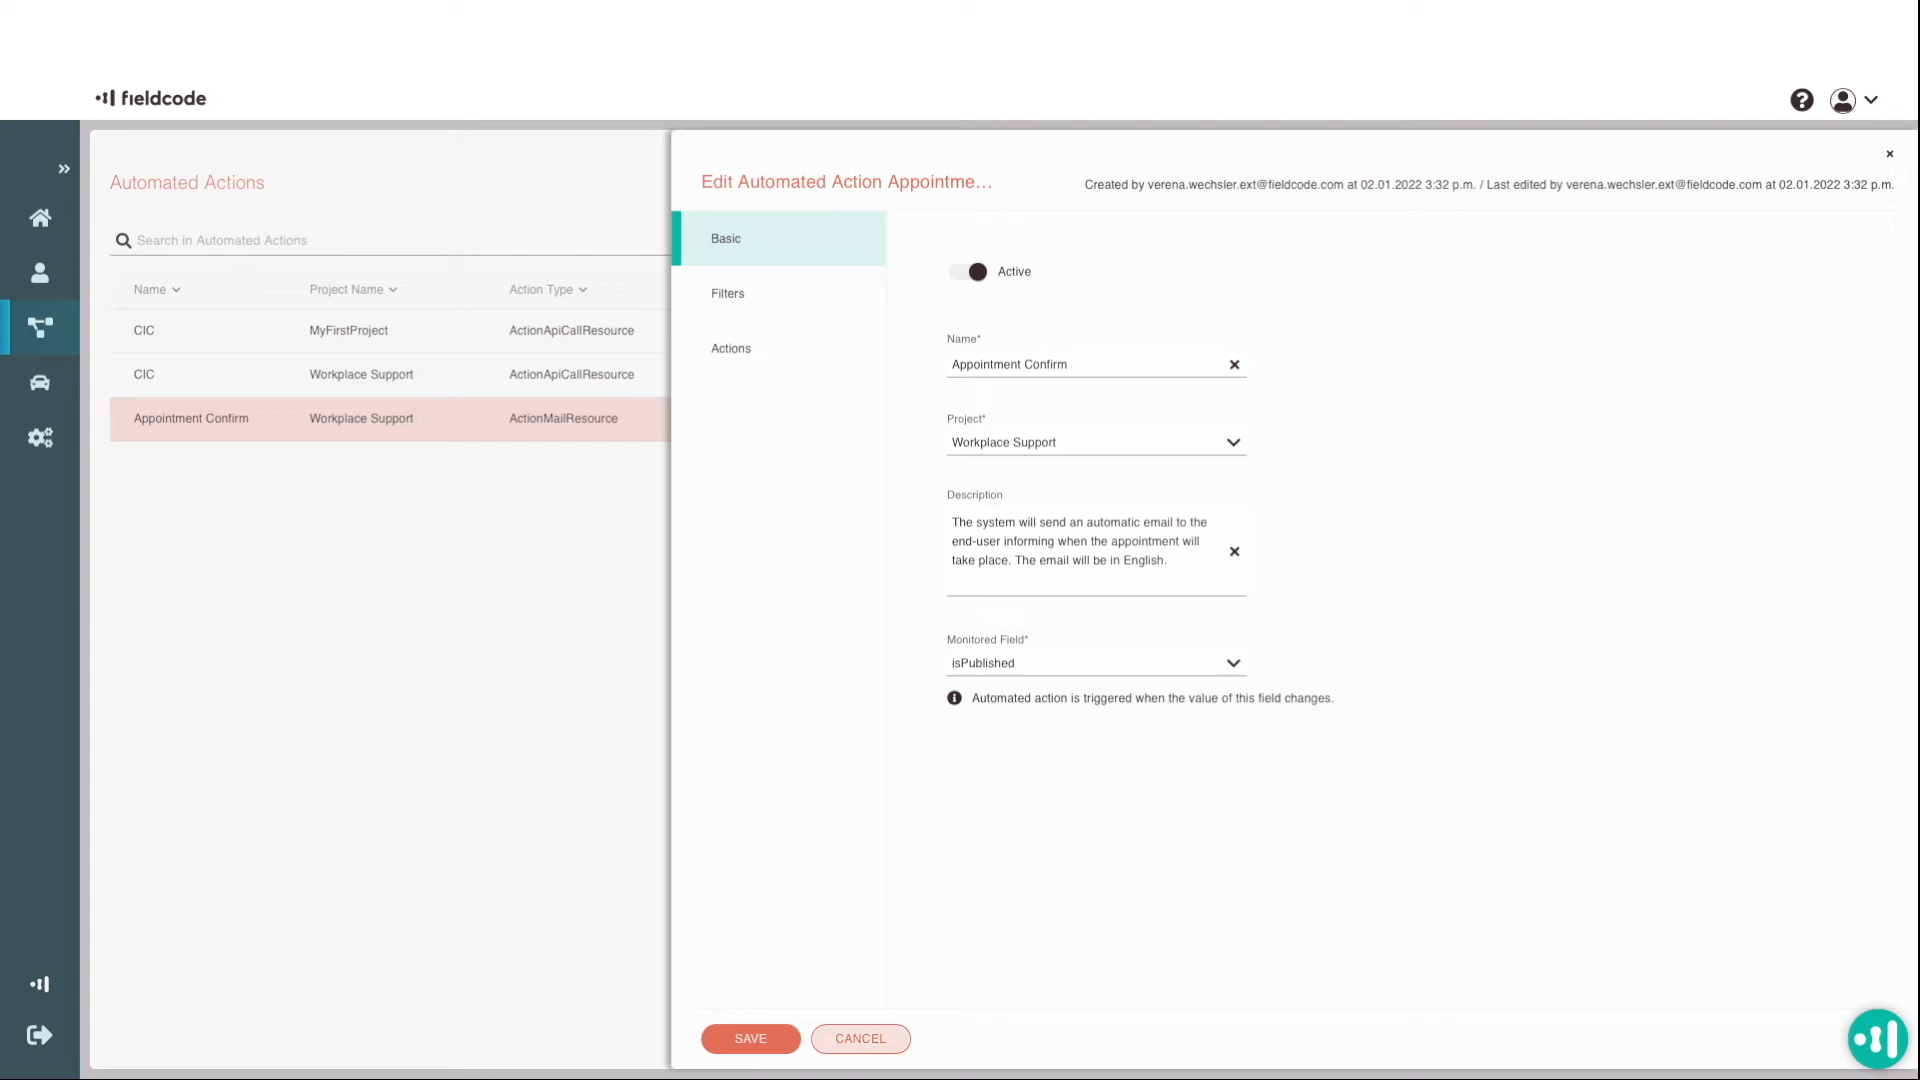 fieldcode
Automated Actions
Search in Automated Actions
Name Project Name Action Type
CIC MyFirstProject ActionApiCallResource
CIC Workplace Support ActionApiCallResource
Appointment Confirm Workplace Support ActionMailResource
Edit Automated Action Appointme...
Created by verena.wechsler.ext@fieldcode.com at 02.01.2022 3:32 p.m. / Last edited by verena.wechsler.ext@fieldcode.com at 02.01.2022 3:32 p.m.
Basic
Filters
Actions
Active
Name*
Appointment Confirm
Project*
Workplace Support
Description
The system will send an automatic email to the
end-user informing when the appointment will
take place. The email will be in English.
Monitored Field*
isPublished
Automated action is triggered when the value of this field changes.
SAVE CANCEL